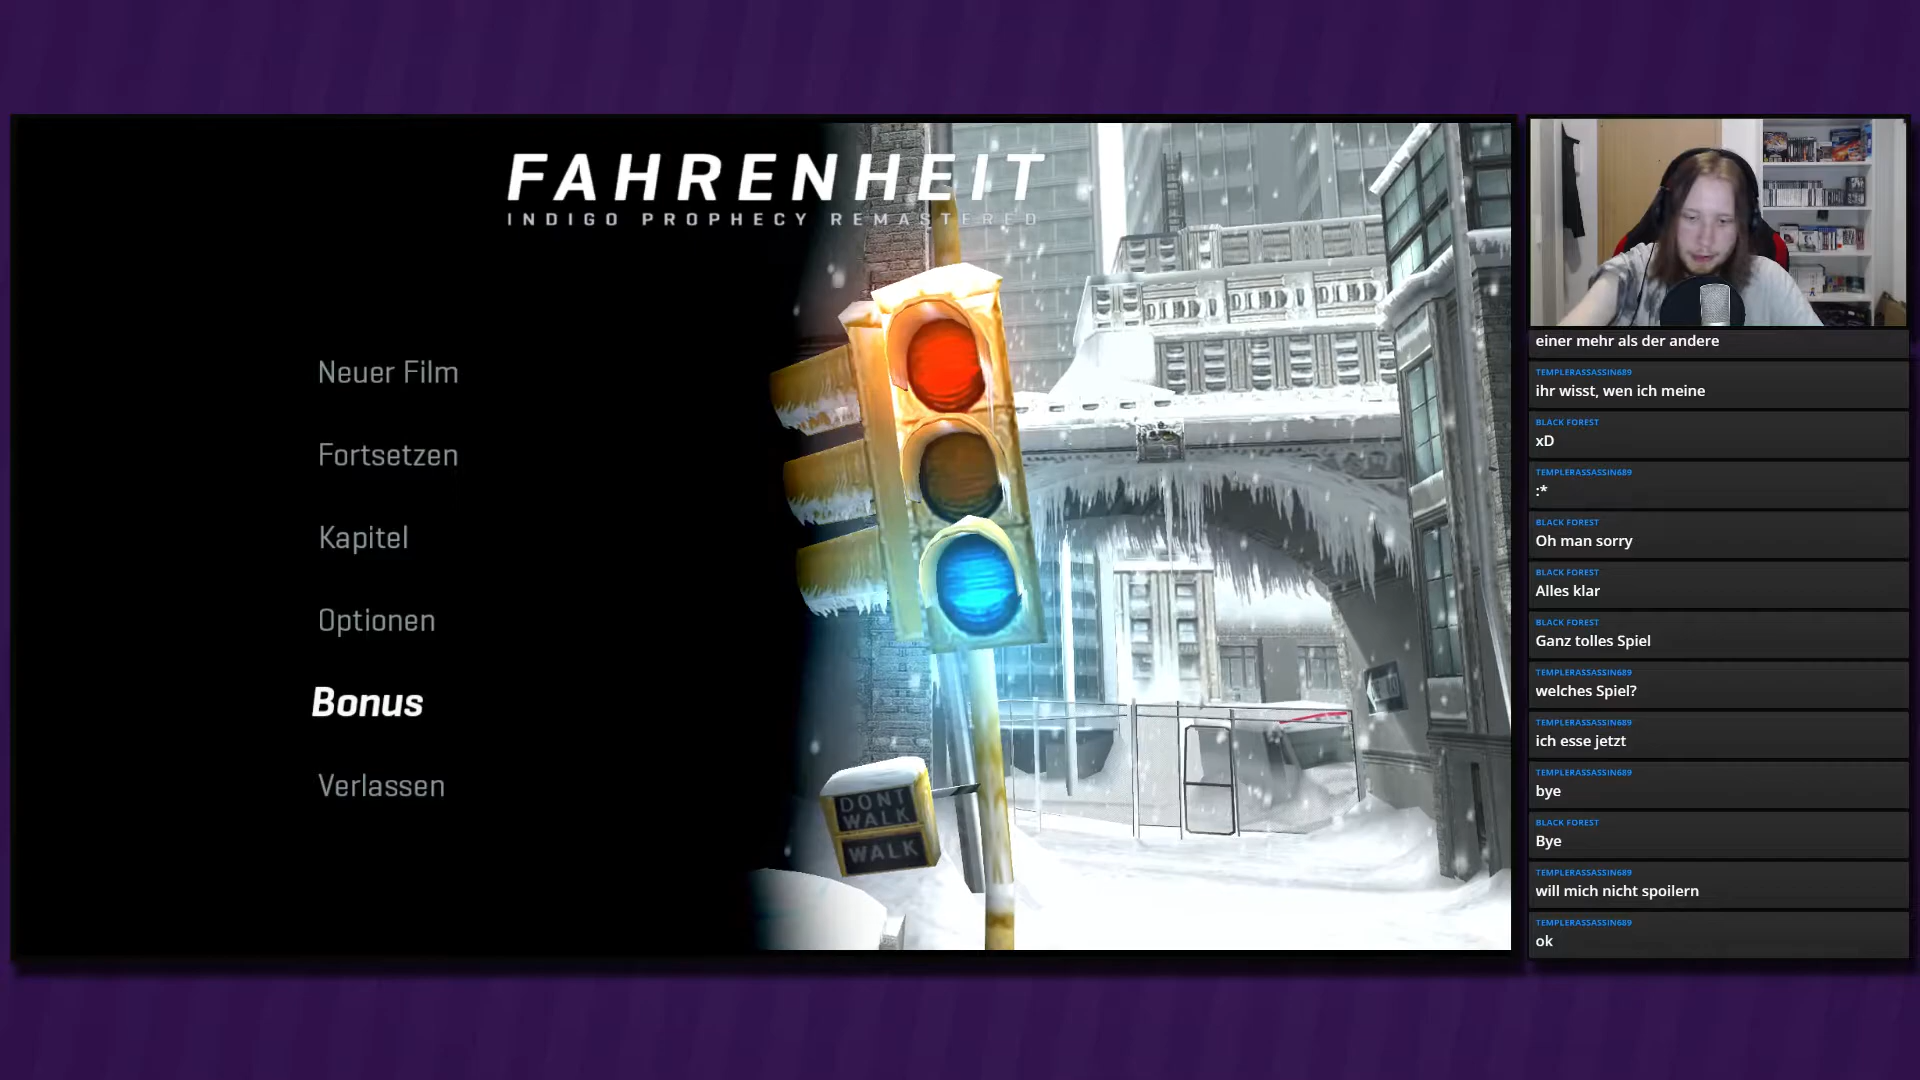 FAHRENHEIT
INDIGO PROPHECY REMASTERED
Neuer Film
Fortsetzen
Kapitel
Optionen
Bonus
Verlassen
DONT
WALK
WALK
einer mehr als der andere
TEMPLERASSASSIN689
ihr wisst, wen ich meine
BLACK FOREST
xD
TEMPLERASSASSIN689
:*
BLACK FOREST
Oh man sorry
BLACK FOREST
Alles klar
BLACK FOREST
Ganz tolles Spiel
TEMPLERASSASSIN689
welches Spiel?
TEMPLERASSASSIN689
ich esse jetzt
TEMPLERASSASSIN689
bye
BLACK FOREST
Bye
TEMPLERASSASSIN689
will mich nicht spoilern
TEMPLERASSASSIN689
ok